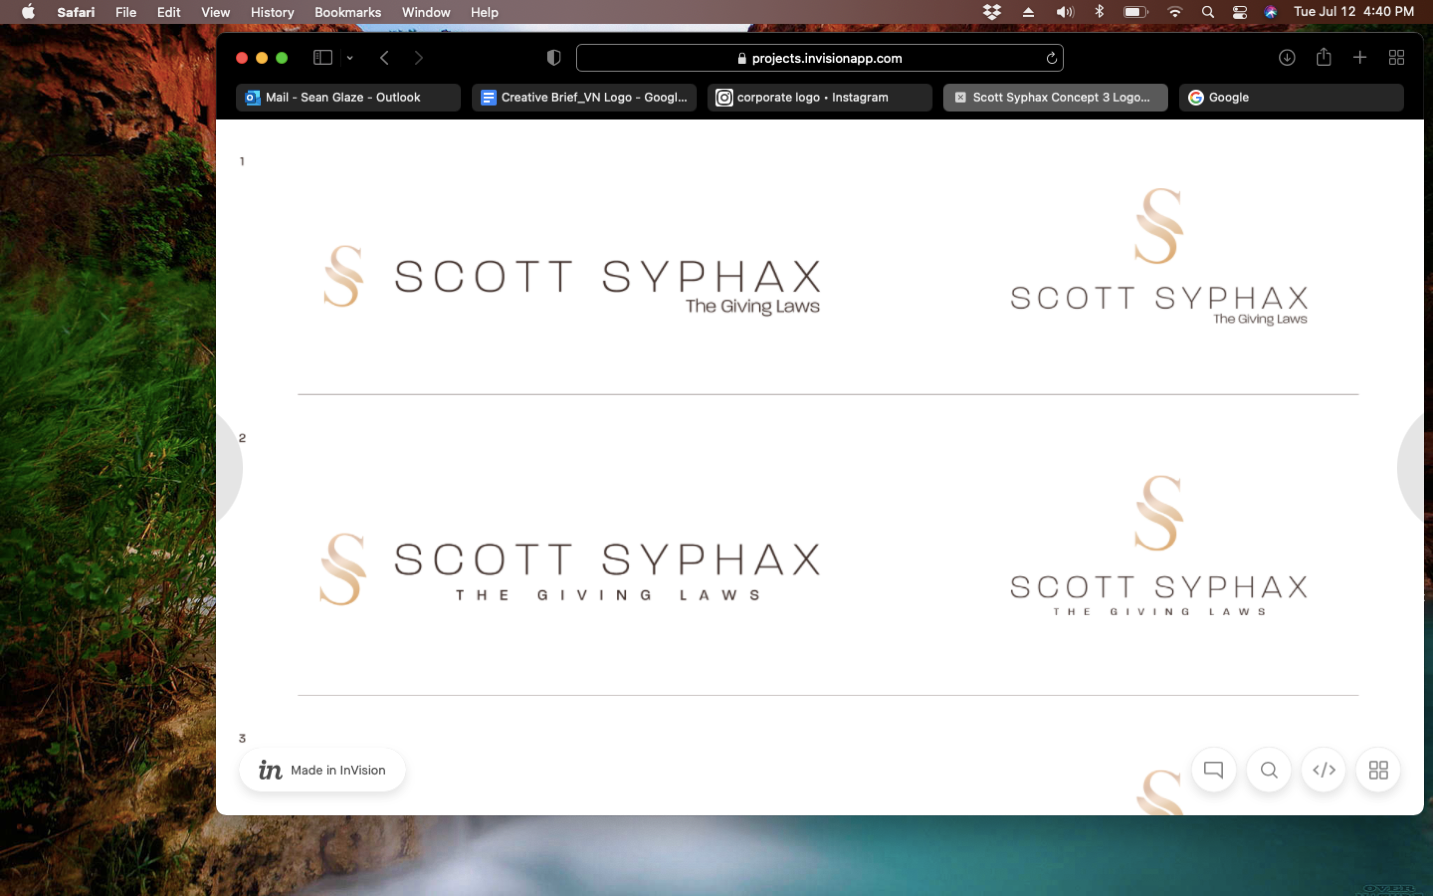 Safari File Edit View History Bookmarks Window Help Tue Jul 12 4:40 PM
projects.invisionapp.com
Mail - Sean Glaze - Outlook Creative Brief_VN Logo - Googl... corporate logo • Instagram Scott Syphax Concept 3 Logo... Google
1
SCOTT SYPHAX
The Giving Laws
SCOTT SYPHAX
The Giving Laws
2
SCOTT SYPHAX
THE GIVING LAWS
SCOTT SYPHAX
THE GIVING LAWS
3
in Made in InVision